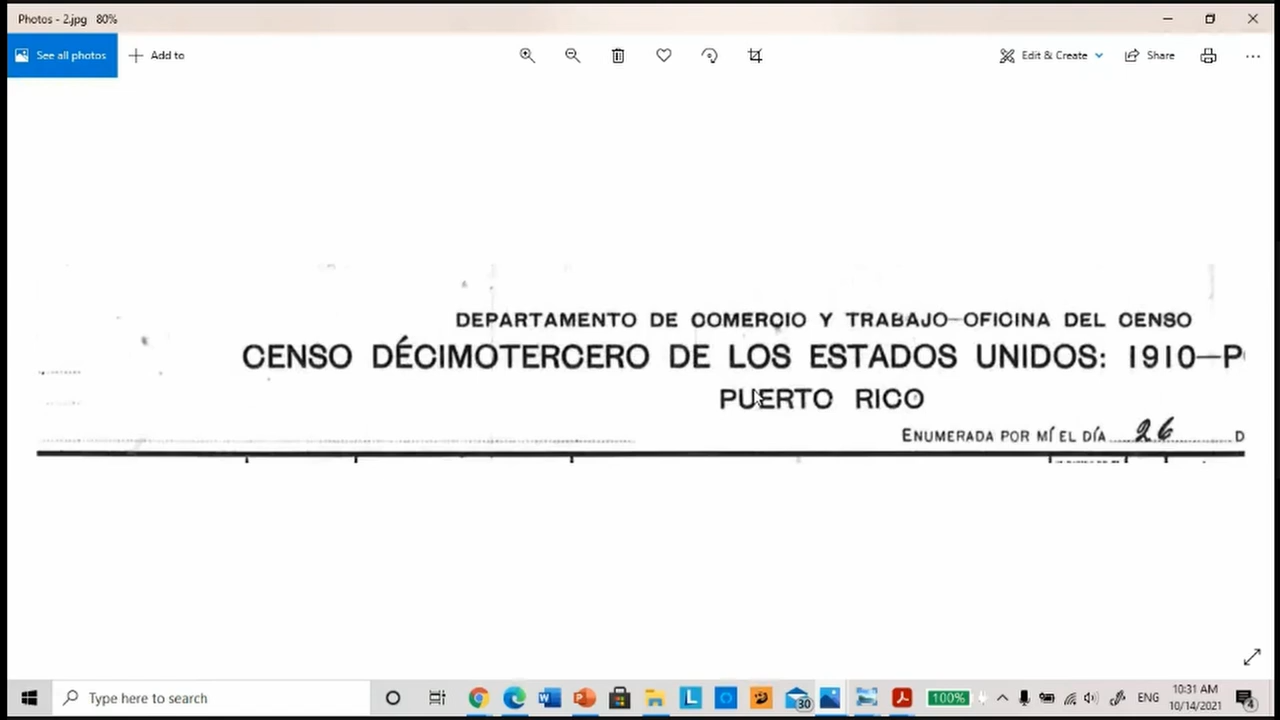 Photos - 2.jpg 80%
See all photos
Add to
Edit & Create
Share
DEPARTAMENTO DE COMERCIO Y TRABAJO—OFICINA DEL CENSO
CENSO DÉCIMOTERCERO DE LOS ESTADOS UNIDOS: 1910—P
PUERTO RICO
ENUMERADA POR MÍ EL DÍA 26 D
Type here to search
30
100%
ENG
10:31 AM
10/14/2021
4